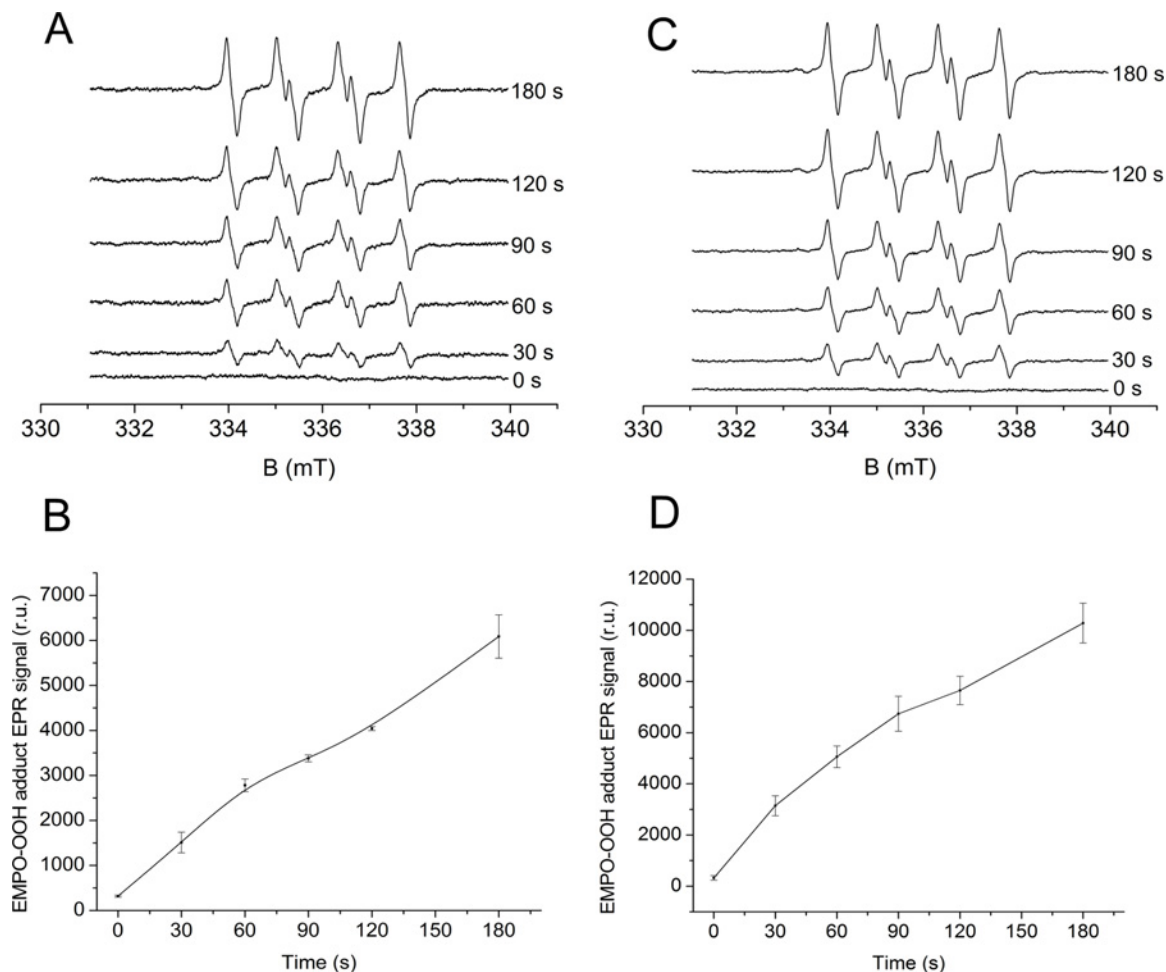 A
180 s
120 s
90 s
60 s
30 s
0 s
330 332 334 336 338 340
B (mT)
C
180 s
120 s
90 s
60 s
30 s
0 s
330 332 334 336 338 340
B (mT)
B
EMPO-OOH adduct EPR signal (r.u.)
7000
6000
5000
4000
3000
2000
1000
0
0 30 60 90 120 150 180
Time (s)
D
EMPO-OOH adduct EPR signal (r.u.)
12000
10000
8000
6000
4000
2000
0
0 30 60 90 120 150 180
Time (s)